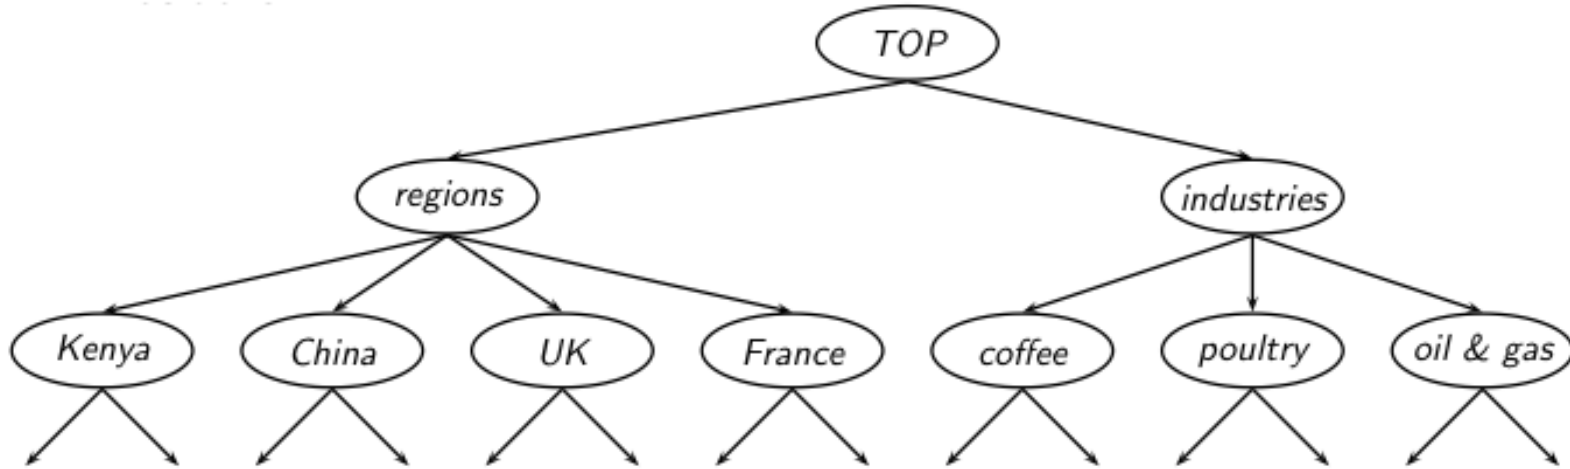 TOP
regions
industries
Kenya
China
UK
France
coffee
poultry
oil & gas